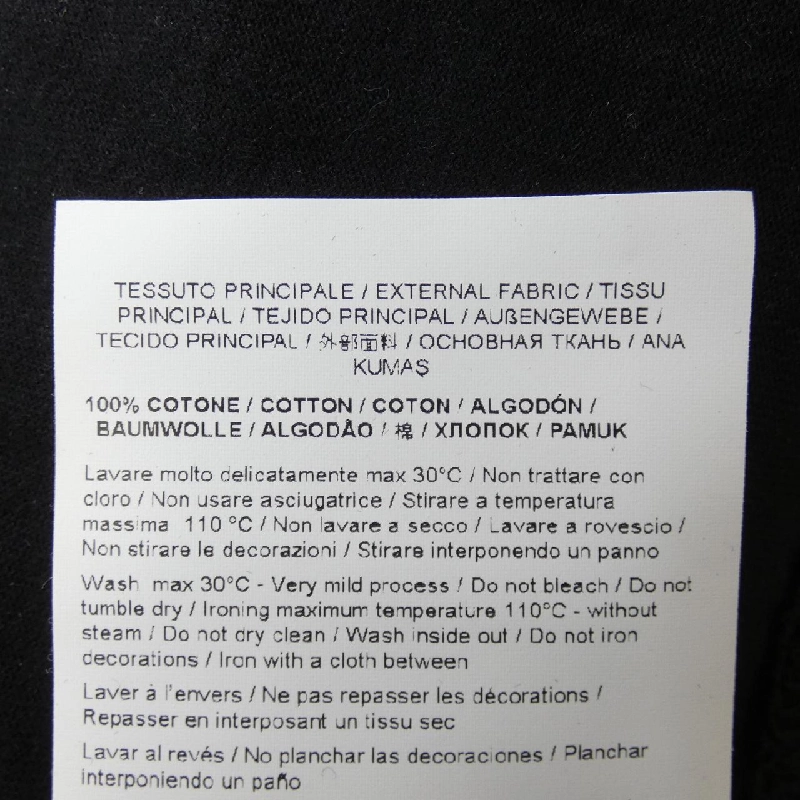 TESSUTO PRINCIPALE / EXTERNAL FABRIC / TISSU
PRINCIPAL / TEJIDO PRINCIPAL / AUßENGEWEBE /
TECIDO PRINCIPAL / 外部面料 / ОСНОВНАЯ ТКАНЬ / ANA
KUMAŞ
100% COTONE / COTTON / COTON / ALGODÓN /
BAUMWOLLE / ALGODÃO / 棉 / ХЛОПОК / PAMUK
Lavare molto delicatamente max 30°C / Non trattare con
cloro / Non usare asciugatrice / Stirare a temperatura
massima 110 °C / Non lavare a secco / Lavare a rovescio /
Non stirare le decorazioni / Stirare interponendo un panno
Wash max 30°C - Very mild process / Do not bleach / Do not
tumble dry / Ironing maximum temperature 110°C - without
steam / Do not dry clean / Wash inside out / Do not iron
decorations / Iron with a cloth between
Laver à l'envers / Ne pas repasser les décorations /
Repasser en interposant un tissu sec
Lavar al revés / No planchar las decoraciones / Planchar
interponiendo un paño